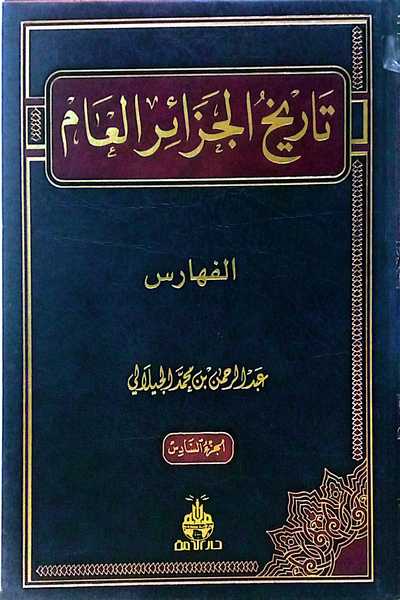 تاريخ الجزائر العام
الفهارس
عبد الرحمن بن محمد الجيلالي
الجزء السادس
دار الأمة